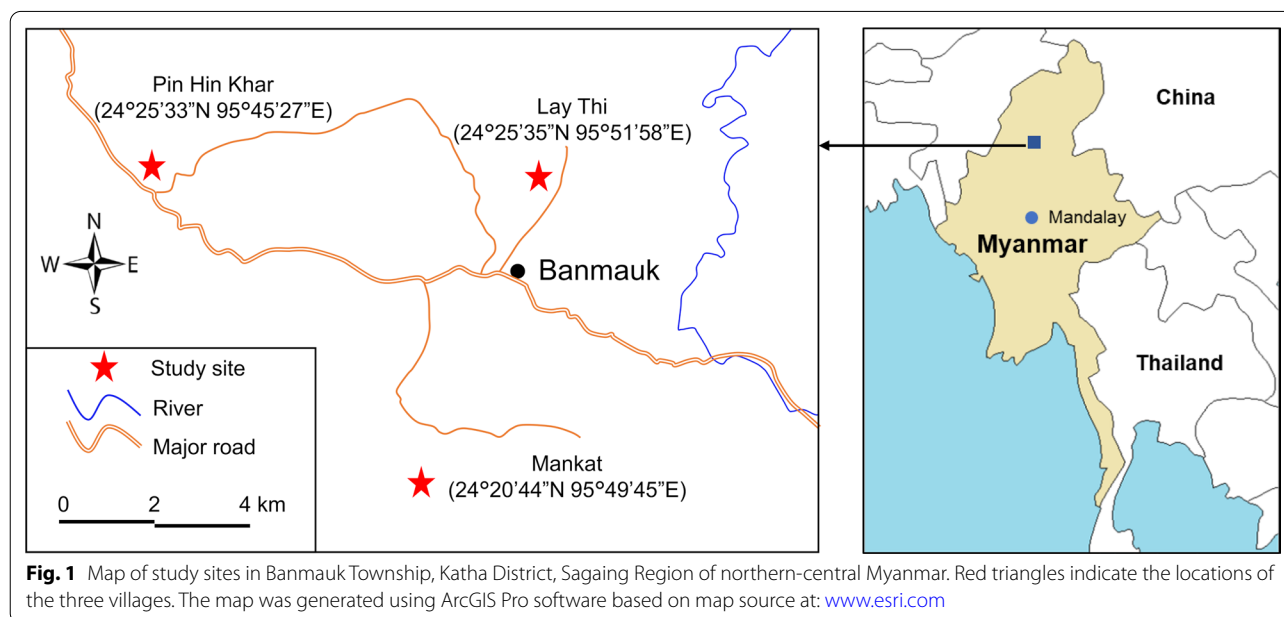 Pin Hin Khar
(24°25’33”N 95°45’27”E)
Lay Thi
(24°25’35”N 95°51’58”E)
N
W E
S
Banmauk
Study site
River
Major road
0 2 4 km
Mankat
(24°20’44”N 95°49’45”E)
China
Mandalay
Myanmar
Thailand
Fig. 1 Map of study sites in Banmauk Township, Katha District, Sagaing Region of northern-central Myanmar. Red triangles indicate the locations of
the three villages. The map was generated using ArcGIS Pro software based on map source at: www.esri.com